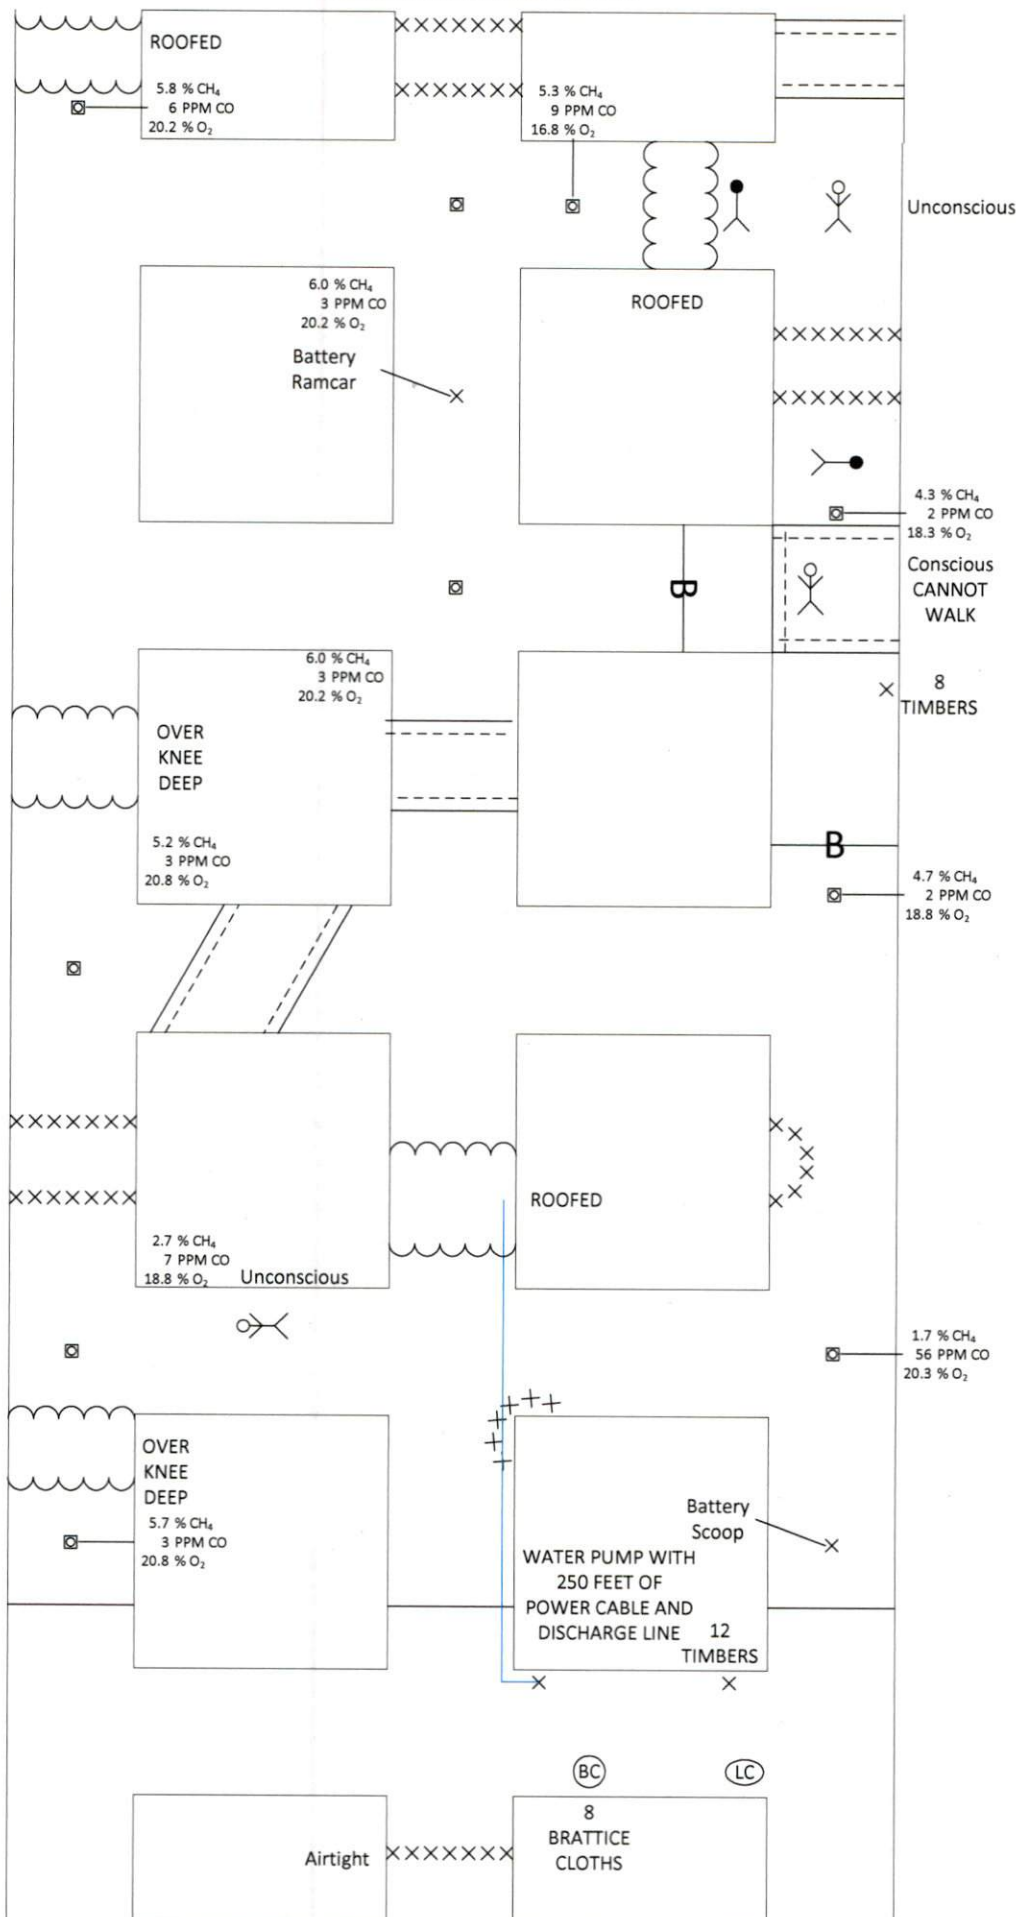 ROOFED
5.8 % CH₄
6 PPM CO
20.2 % O₂
5.3 % CH₄
9 PPM CO
16.8 % O₂
Unconscious
6.0 % CH₄
3 PPM CO
20.2 % O₂
ROOFED
Battery
Ramcar
4.3 % CH₄
2 PPM CO
18.3 % O₂
B
Conscious
CANNOT
WALK
6.0 % CH₄
3 PPM CO
20.2 % O₂
8
TIMBERS
OVER
KNEE
DEEP
5.2 % CH₄
3 PPM CO
20.8 % O₂
B
4.7 % CH₄
2 PPM CO
18.8 % O₂
ROOFED
2.7 % CH₄
7 PPM CO
18.8 % O₂
Unconscious
1.7 % CH₄
56 PPM CO
20.3 % O₂
OVER
KNEE
DEEP
5.7 % CH₄
3 PPM CO
20.8 % O₂
Battery
Scoop
WATER PUMP WITH
250 FEET OF
POWER CABLE AND
DISCHARGE LINE
12
TIMBERS
BC
LC
8
BRATTICE
CLOTHS
Airtight